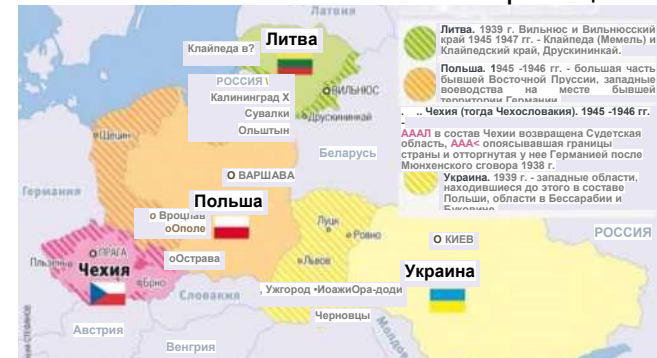 Латвия
Литва
Клайпеда в?
РОССИЯ \
ВИЛЬНЮС
Калининград X
Сувалки
Друскининкай
Ольштын
Щецин
Беларусь
Германия
О ВАРШАВА
Польша
о Вроцлав
оОполе
Луцк
Ровно
О КИЕВ
РОССИЯ
ПРАГА
Чехия
оОстрава
Брно
Львов
Украина
Словакия
, Ужгород •ИоажиОра-доди
Черновцы
Австрия
Венгрия
Литва. 1939 г. Вильнюс и Вильнюсский
край 1945 1947 гг. - Клайпеда (Мемель) и
Клайпедский край, Друскининкай.
Польша. 1945 -1946 гг. - большая часть
бывшей Восточной Пруссии, западные
воеводства на месте бывшей
территории Германии
. .. Чехия (тогда Чехословакия). 1945 -1946 гг.
-
АААЛ в состав Чехии возвращена Судетская
область, ААА< опоясывавшая границы
страны и отторгнутая у нее Германией после
Мюнхенского сговора 1938 г.
Украина. 1939 г. - западные области,
находившиеся до этого в составе
Польши, области в Бессарабии и
Буковине